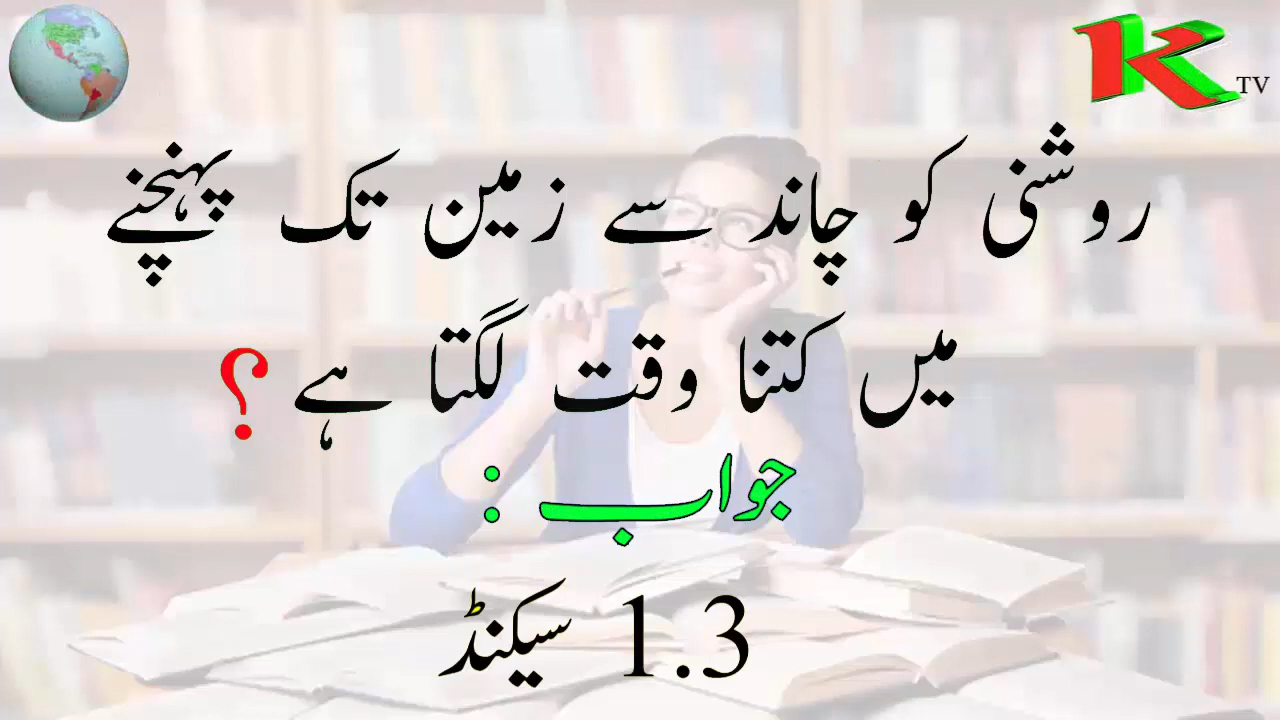 K TV
روشنی کو چاند سے زمین تک پہنچنے
میں کتنا وقت لگتا ہے ؟
جواب :
1.3 سیکنڈ